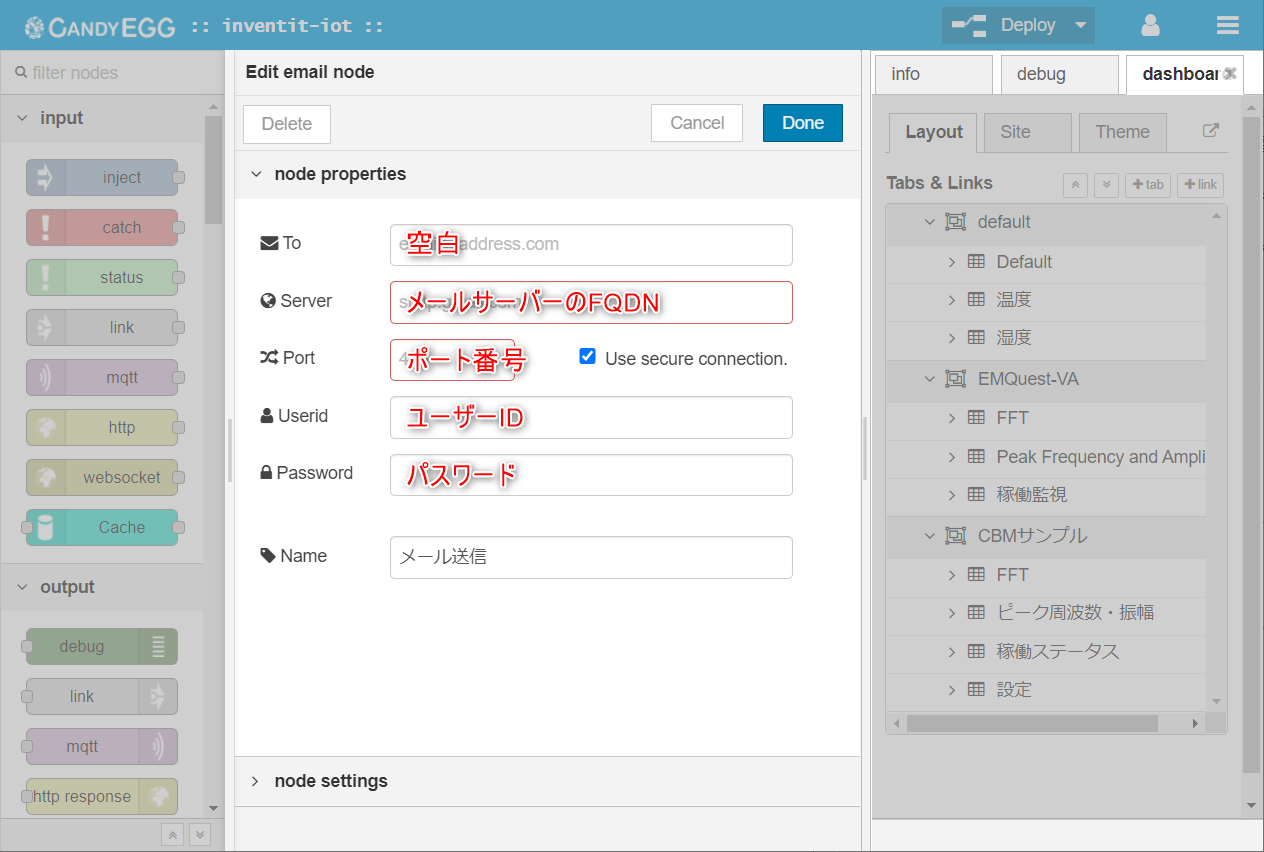 CANDYEGG :: inventit-iot ::
Deploy
filter nodes
input
inject
catch
status
link
mqtt
http
websocket
Cache
output
debug
link
mqtt
http response
Edit email node
Delete
Cancel
Done
node properties
To
空白
address.com
Server
メールサーバーのFQDN
Port
ポート番号
Use secure connection.
Userid
ユーザーID
Password
パスワード
Name
メール送信
node settings
info
debug
dashboar
Layout
Site
Theme
Tabs & Links
+tab
+link
default
Default
温度
湿度
EMQuest-VA
FFT
Peak Frequency and Ampli
稼働監視
CBMサンプル
FFT
ピーク周波数・振幅
稼働ステータス
設定